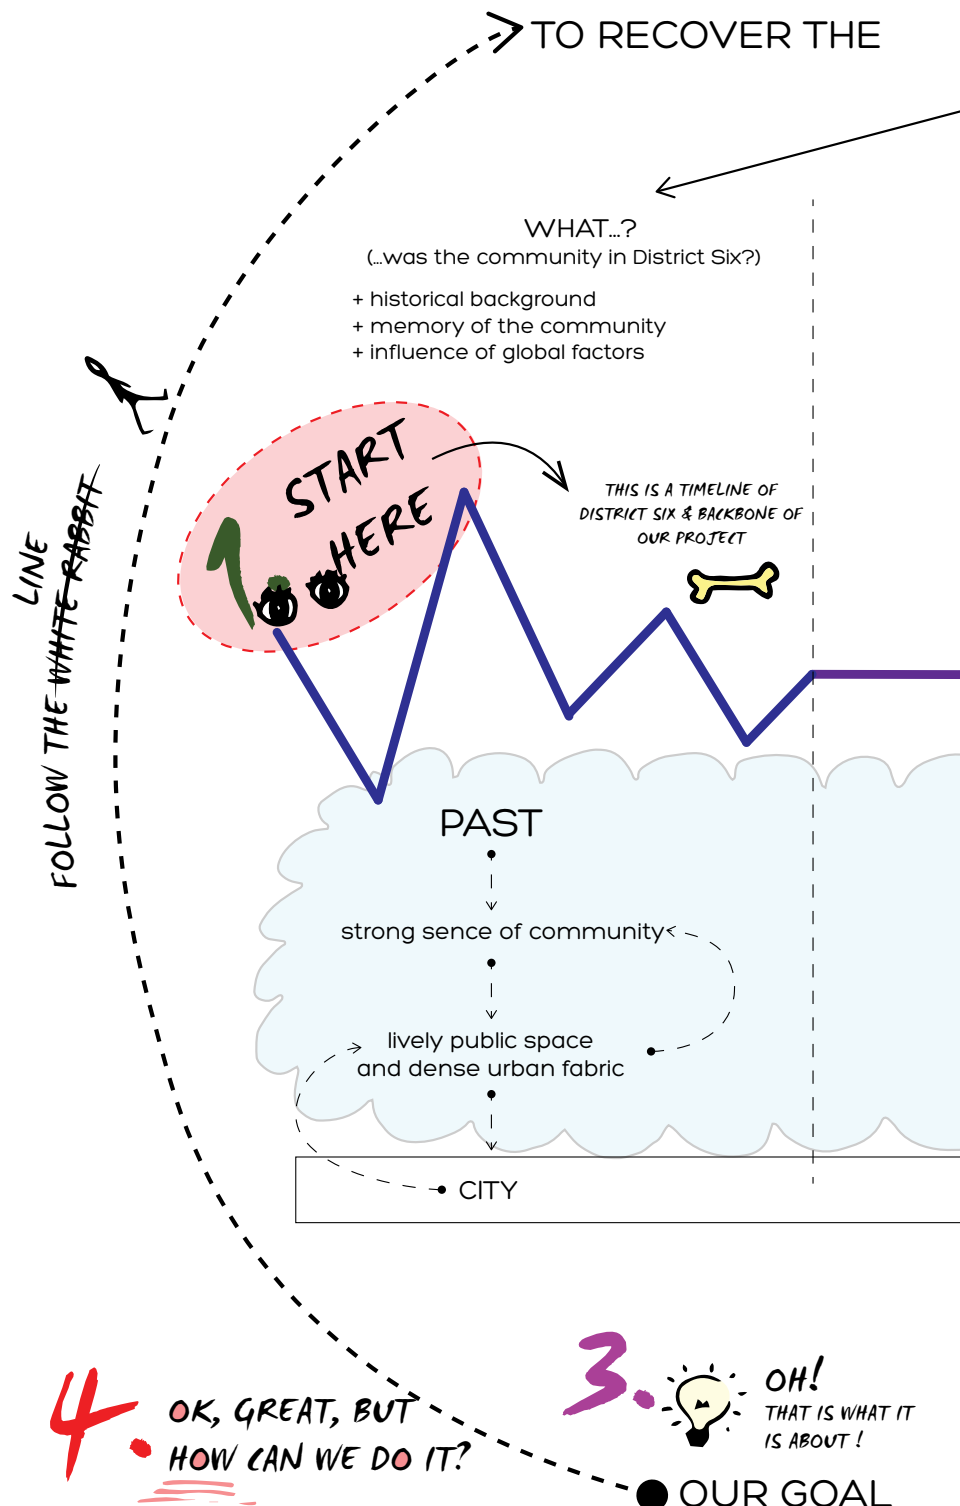 TO RECOVER THE
WHAT...?
(...was the community in District Six?)
+ historical background
+ memory of the community
+ influence of global factors
START
HERE
1.
THIS IS A TIMELINE OF
DISTRICT SIX & BACKBONE OF
OUR PROJECT
LINE
FOLLOW THE WHITE RABBIT
PAST
strong sence of community
lively public space
and dense urban fabric
CITY
3.
OH!
THAT IS WHAT IT
IS ABOUT !
4.
OK, GREAT, BUT
HOW CAN WE DO IT?
OUR GOAL